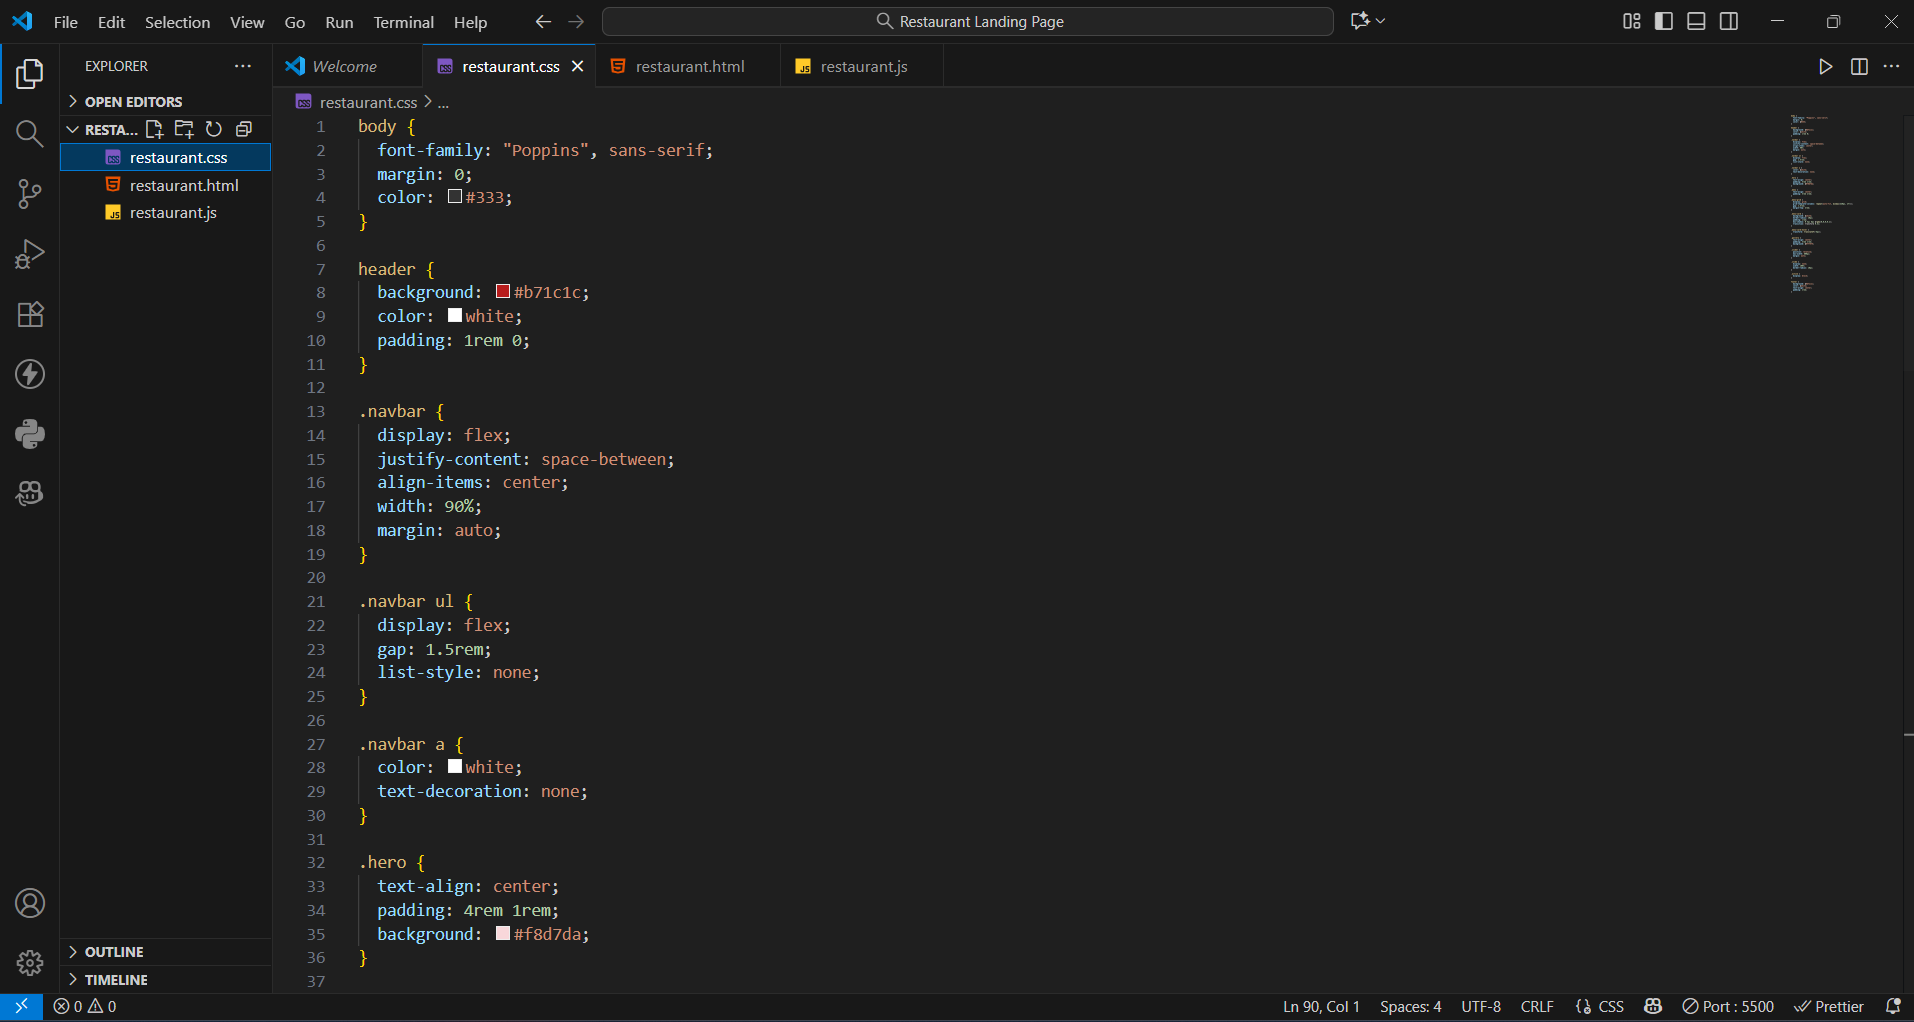 File Edit Selection View Go Run Terminal Help
Restaurant Landing Page
EXPLORER
OPEN EDITORS
RESTA...
restaurant.css
restaurant.html
restaurant.js
OUTLINE
TIMELINE
Welcome restaurant.css restaurant.html restaurant.js
restaurant.css > ...
1 body {
2 font-family: "Poppins", sans-serif;
3 margin: 0;
4 color: #333;
5 }
6
7 header {
8 background: #b71c1c;
9 color: white;
10 padding: 1rem 0;
11 }
12
13 .navbar {
14 display: flex;
15 justify-content: space-between;
16 align-items: center;
17 width: 90%;
18 margin: auto;
19 }
20
21 .navbar ul {
22 display: flex;
23 gap: 1.5rem;
24 list-style: none;
25 }
26
27 .navbar a {
28 color: white;
29 text-decoration: none;
30 }
31
32 .hero {
33 text-align: center;
34 padding: 4rem 1rem;
35 background: #f8d7da;
36 }
37
0 0 Ln 90, Col 1 Spaces: 4 UTF-8 CRLF {} CSS Port : 5500 Prettier